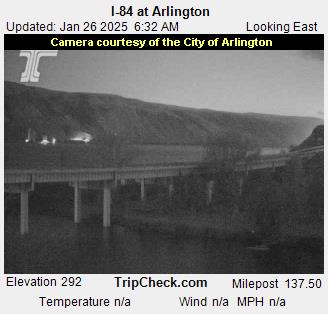 I-84 at Arlington
Updated: Jan 26 2025 6:32 AM Looking East
Camera courtesy of the City of Arlington
Elevation 292 TripCheck.com Milepost 137.50
Temperature n/a Wind n/a MPH n/a